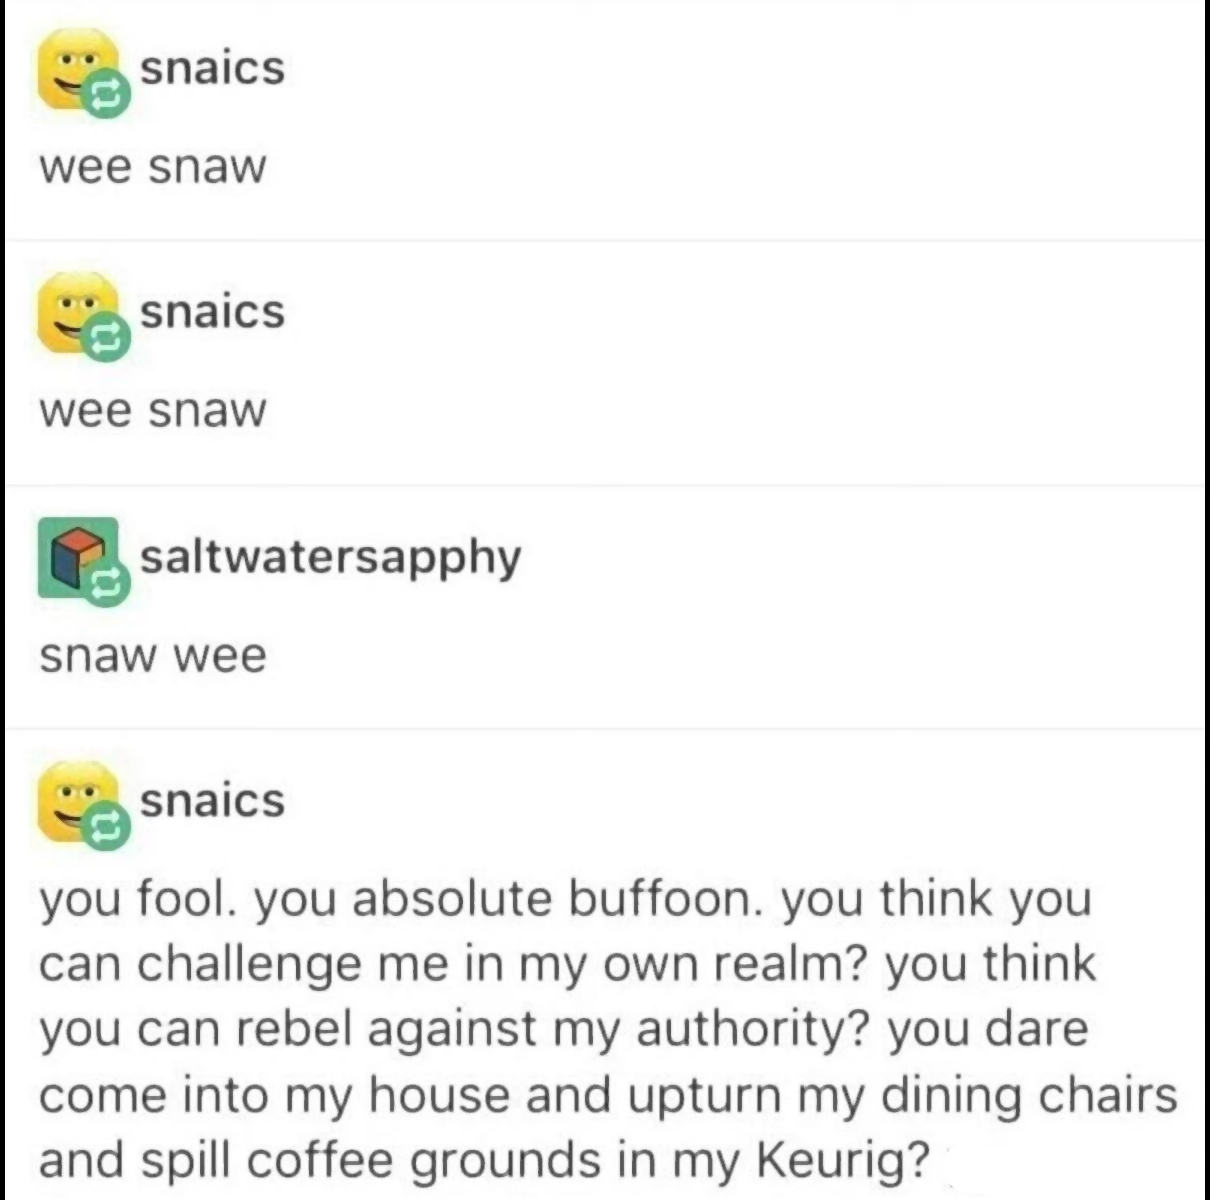 snaics
wee snaw
snaics
wee snaw
saltwatersapphy
snaw wee
snaics
you fool. you absolute buffoon. you think you
can challenge me in my own realm? you think
you can rebel against my authority? you dare
come into my house and upturn my dining chairs
and spill coffee grounds in my Keurig?